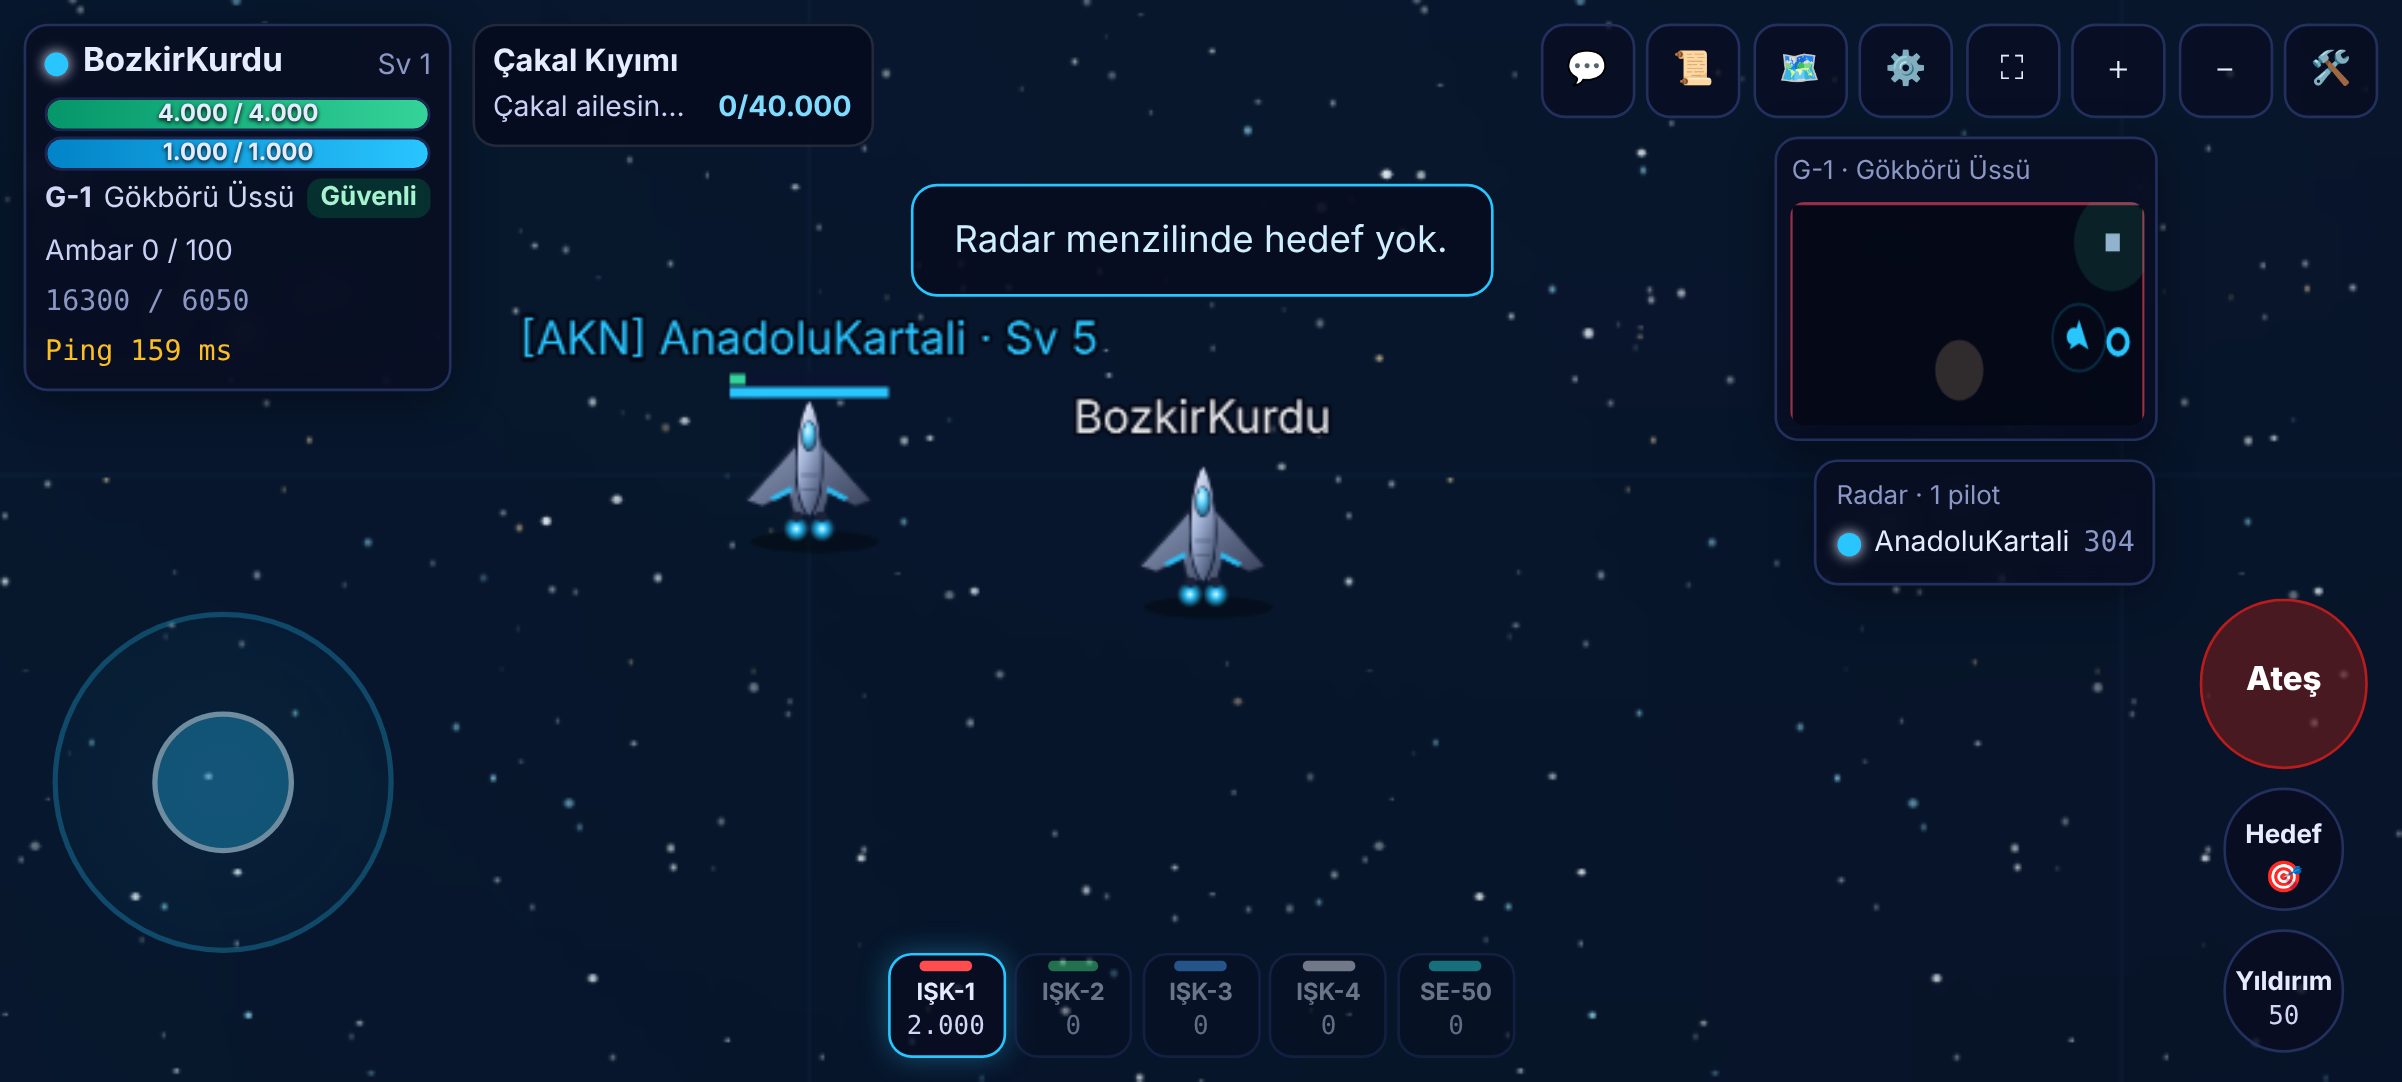 BozkirKurdu Sv 1
4.000 / 4.000
1.000 / 1.000
G-1 Gökbörü Üssü Güvenli
Ambar 0 / 100
16300 / 6050
Ping 159 ms
Çakal Kıyımı
Çakal ailesin... 0/40.000
G-1 · Gökbörü Üssü
Radar menzilinde hedef yok.
[AKN] AnadoluKartali · Sv 5
BozkirKurdu
Radar · 1 pilot
AnadoluKartali 304
Ateş
Hedef
Yıldırım
50
IŞK-1
2.000
IŞK-2
0
IŞK-3
0
IŞK-4
0
SE-50
0